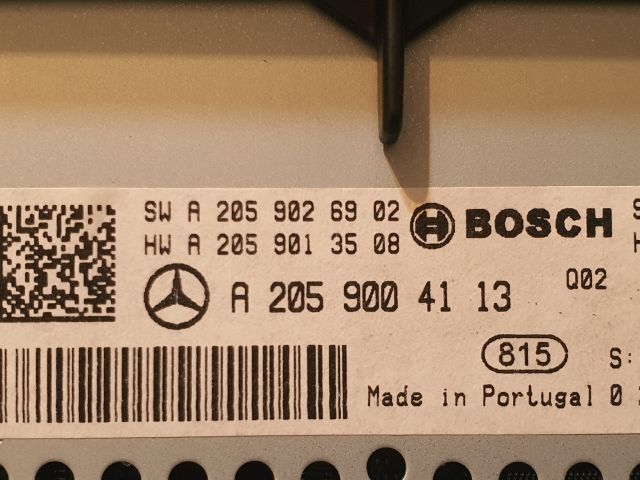 SW A 205 902 69 02
HW A 205 901 35 08
BOSCH
A 205 900 41 13
Q02
815
S:
Made in Portugal 0